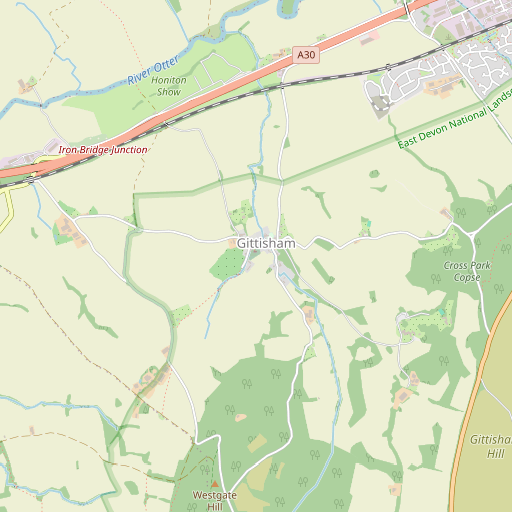 A30
River Otter
Honiton
Show
East Devon National Lands
Iron Bridge Junction
Gittisham
Cross Park
Copse
Gittisham
Hill
Westgate
Hill